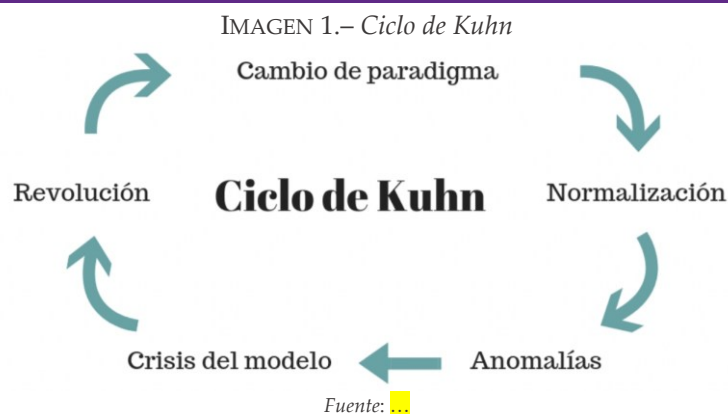 IMAGEN 1.– Ciclo de Kuhn
Cambio de paradigma
Revolución
Ciclo de Kuhn
Normalización
Crisis del modelo
Anomalías
Fuente: …